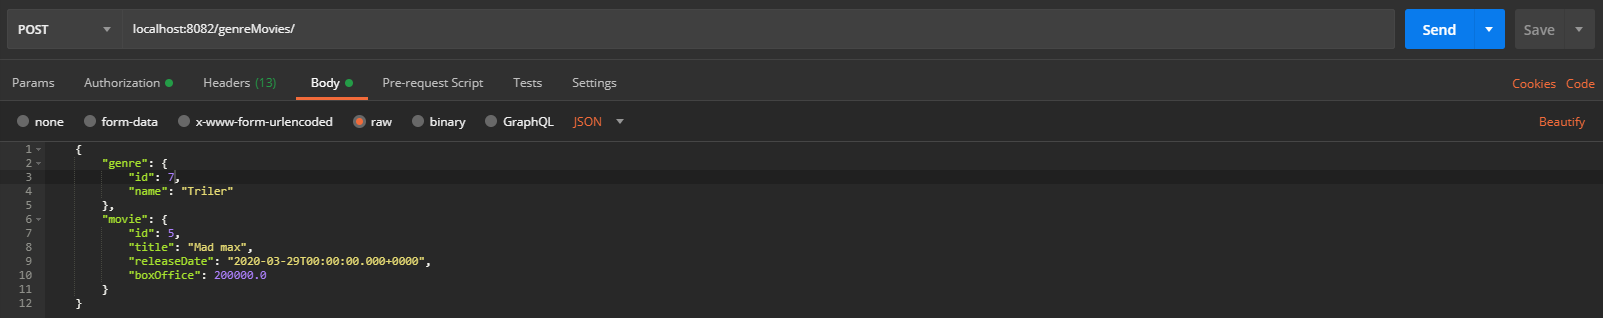 POST localhost:8082/genreMovies/ Send Save
Params Authorization Headers (13) Body Pre-request Script Tests Settings Cookies Code
none form-data x-www-form-urlencoded raw binary GraphQL JSON Beautify
1 {
2 "genre": {
3 "id": 7,
4 "name": "Triler"
5 },
6 "movie": {
7 "id": 5,
8 "title": "Mad max",
9 "releaseDate": "2020-03-29T00:00:00.000+0000",
10 "boxOffice": 200000.0
11 }
12 }